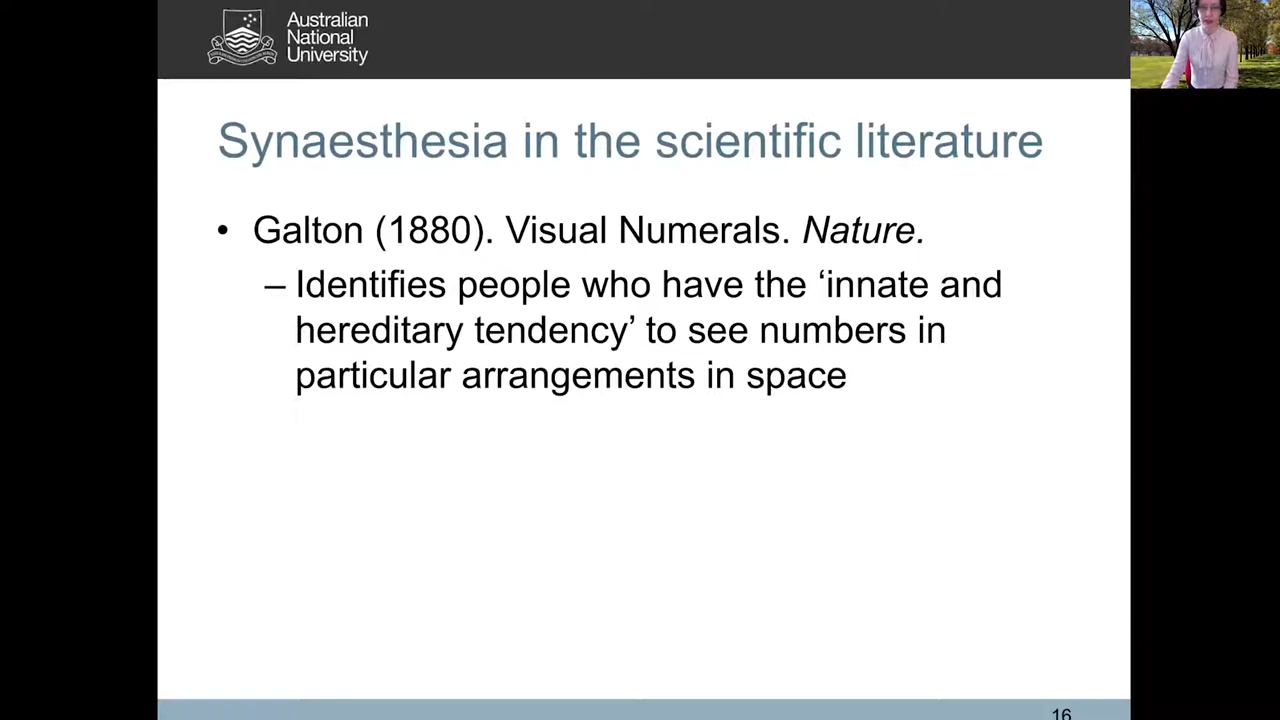 Australian
National
University
Synaesthesia in the scientific literature
• Galton (1880). Visual Numerals. Nature.
– Identifies people who have the ‘innate and
hereditary tendency’ to see numbers in
particular arrangements in space
16